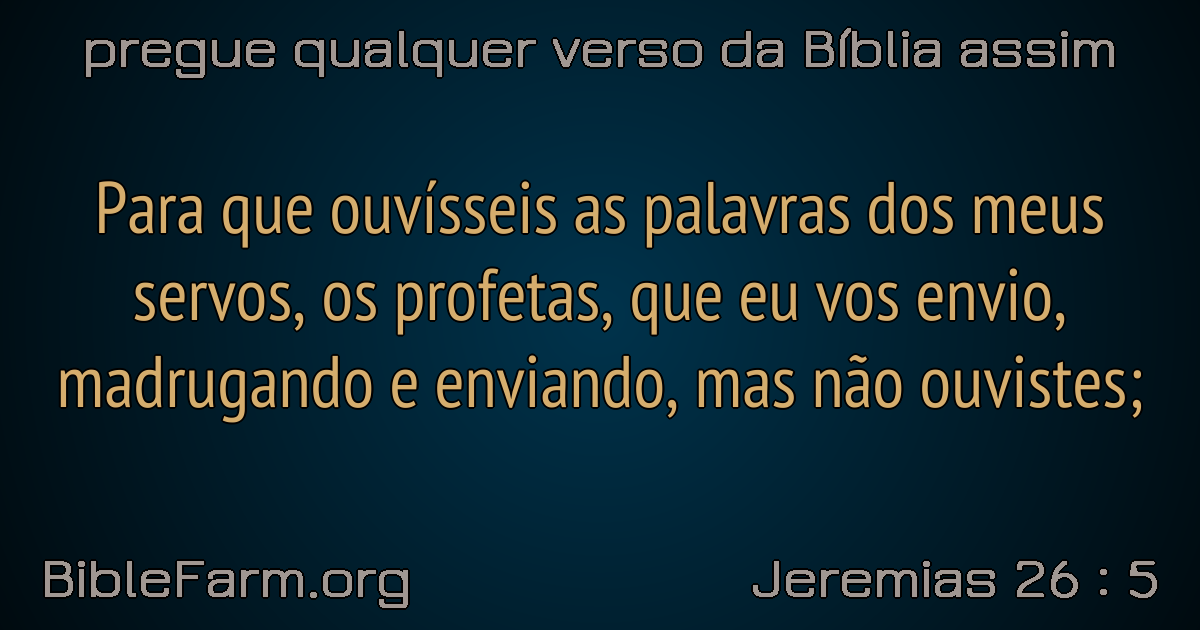 pregue qualquer verso da Bíblia assim
Para que ouvísseis as palavras dos meus
servos, os profetas, que eu vos envio,
madrugando e enviando, mas não ouvistes;
BibleFarm.org
Jeremias 26 : 5